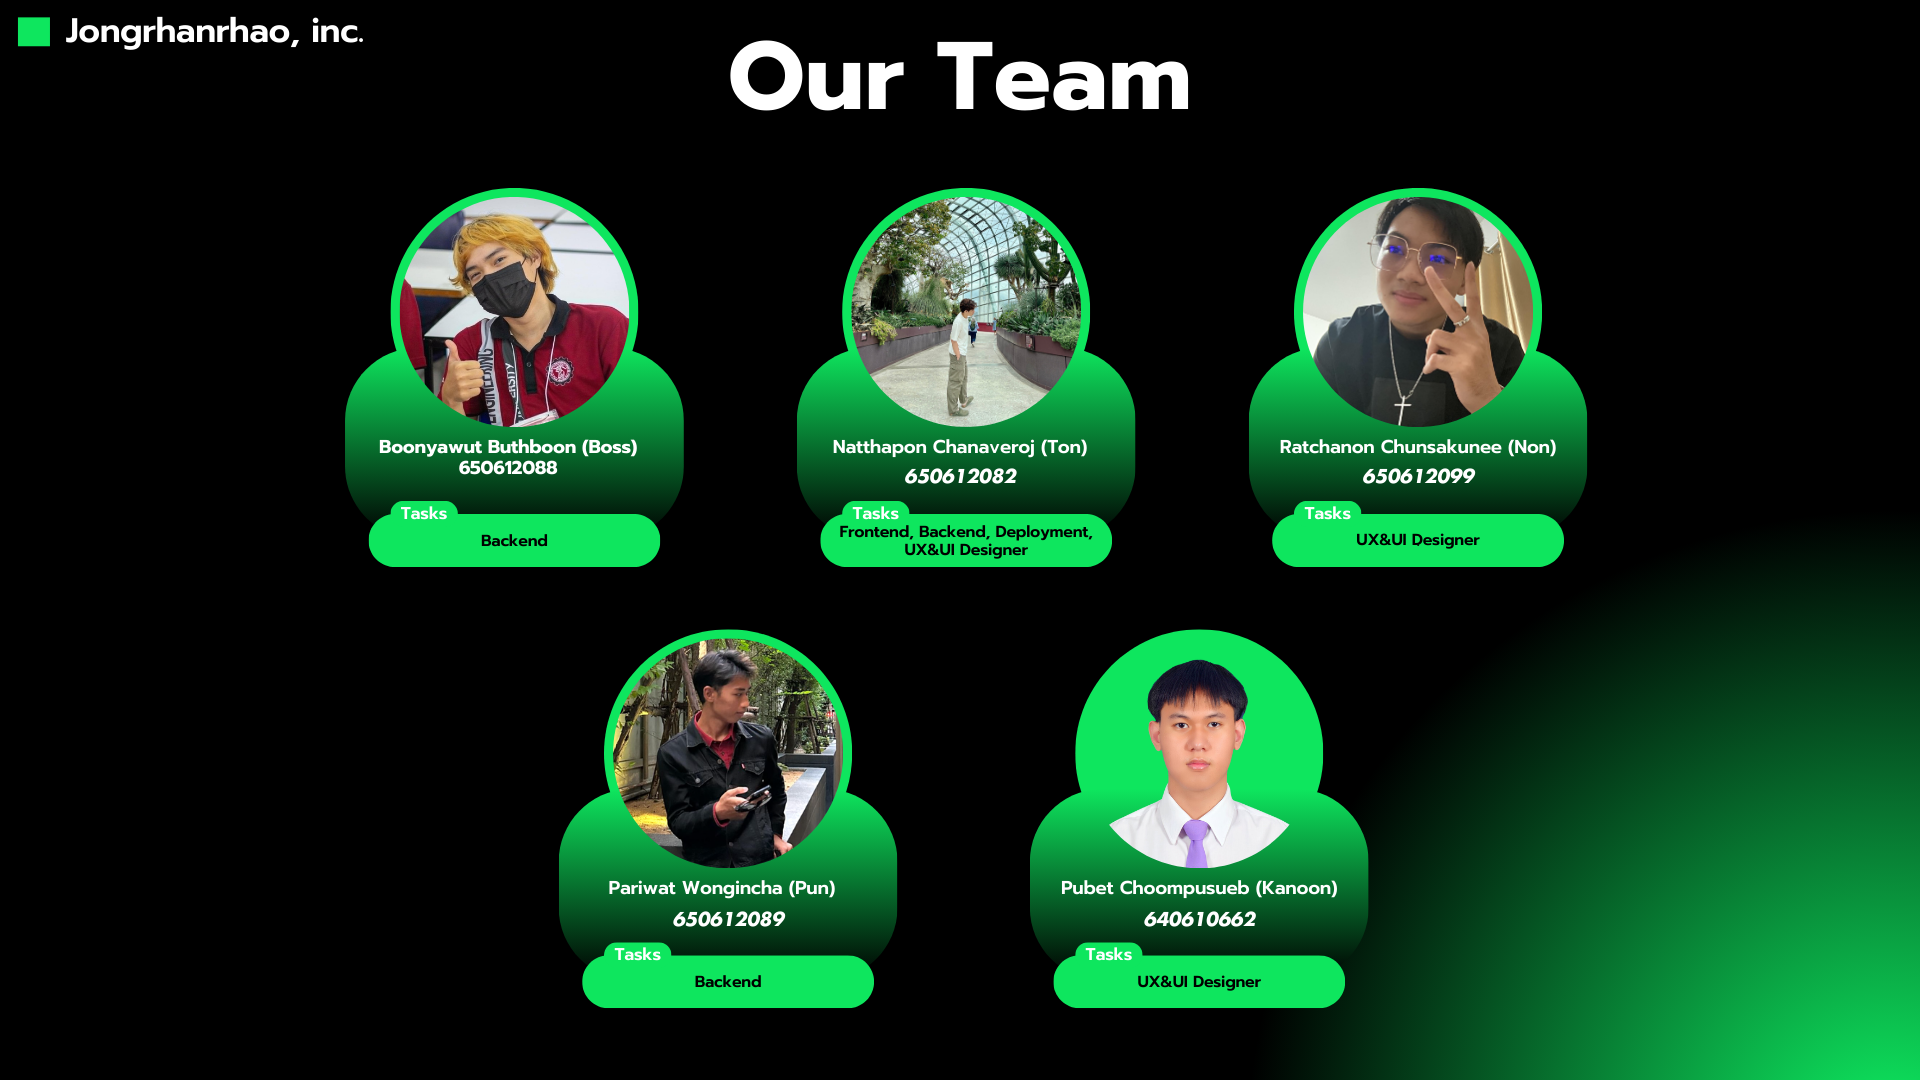 Jongrhanrhao, inc.
Our Team
Boonyawut Buthboon (Boss)
650612088
Tasks
Backend
Natthapon Chanaveroj (Ton)
650612082
Tasks
Frontend, Backend, Deployment,
UX&UI Designer
Ratchanon Chunsakunee (Non)
650612099
Tasks
UX&UI Designer
Pariwat Wongincha (Pun)
650612089
Tasks
Backend
Pubet Choompusueb (Kanoon)
640610662
Tasks
UX&UI Designer